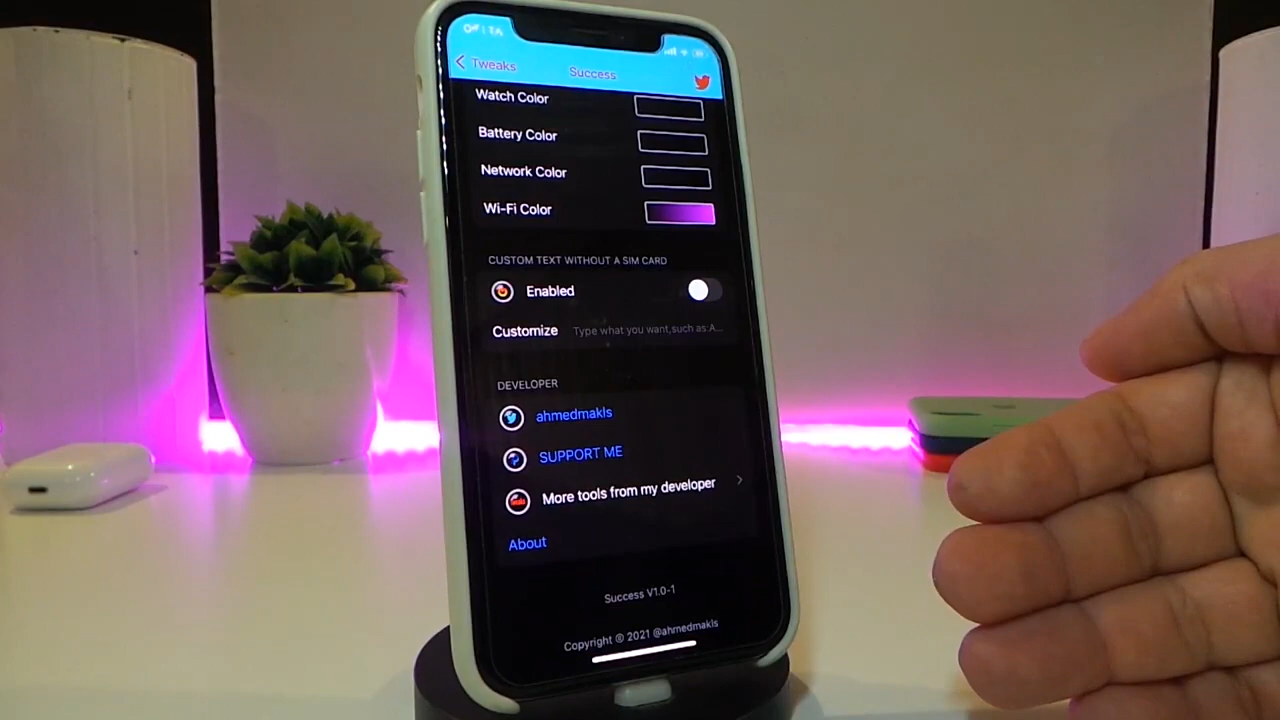 Tweaks
Success
Watch Color
Battery Color
Network Color
Wi-Fi Color
CUSTOM TEXT WITHOUT A SIM CARD
Enabled
Customize Type what you want,such as:A...
DEVELOPER
ahmedmakls
SUPPORT ME
More tools from my developer
About
Success V1.0-1
Copyright © 2021 @ahmedmakls